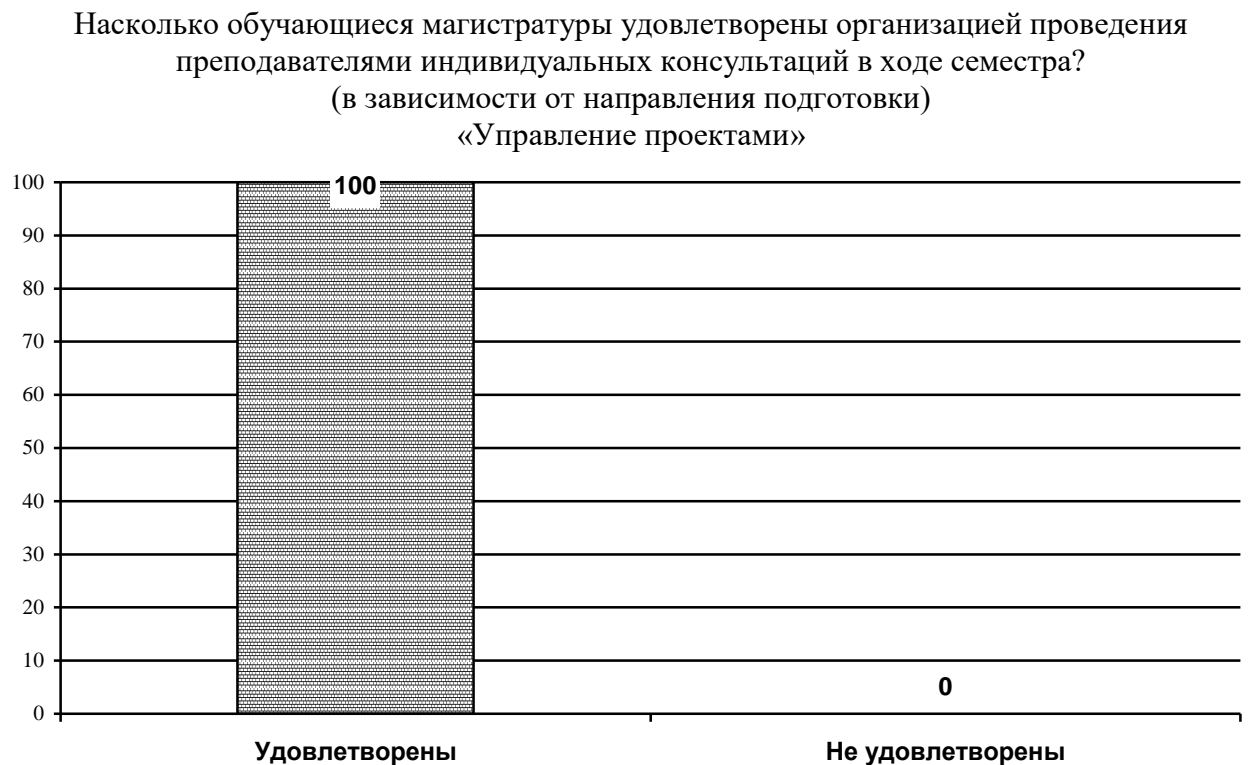 Насколько обучающиеся магистратуры удовлетворены организацией проведения
преподавателями индивидуальных консультаций в ходе семестра?
(в зависимости от направления подготовки)
«Управление проектами»
100
100
90
80
70
60
50
40
30
20
10
0
0
Удовлетворены
Не удовлетворены